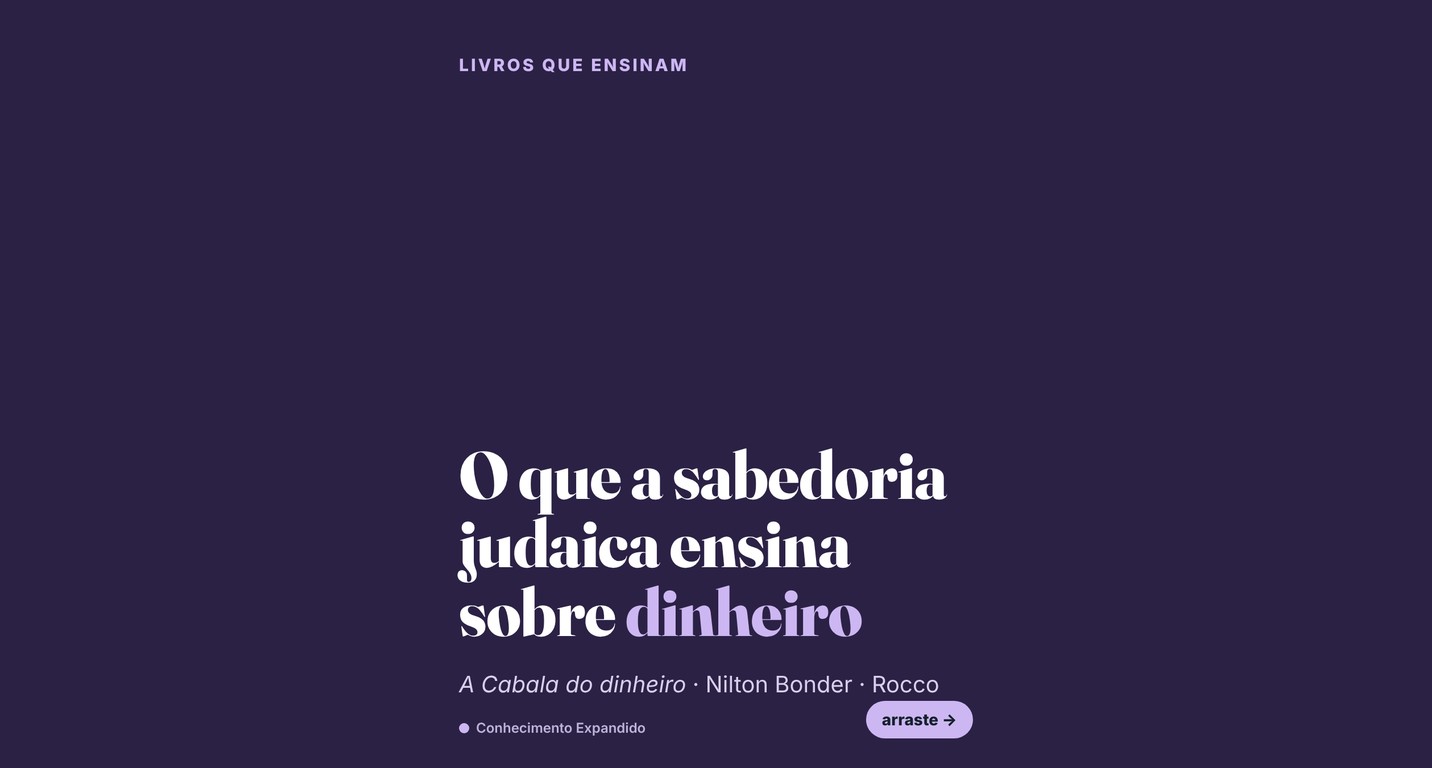 LIVROS QUE ENSINAM
O que a sabedoria
judaica ensina
sobre dinheiro
A Cabala do dinheiro · Nilton Bonder · Rocco
Conhecimento Expandido
arraste →